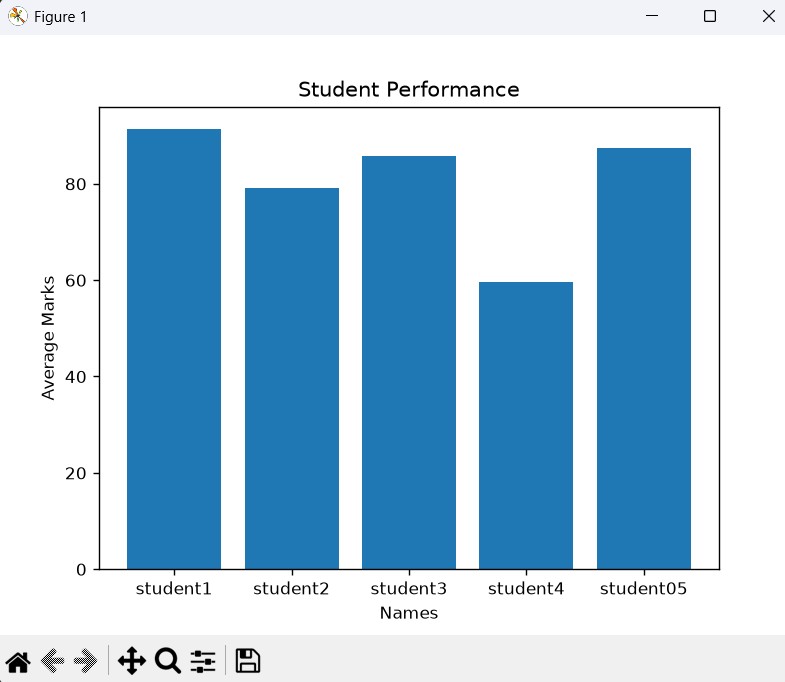 Figure 1
Student Performance
80
60
40
20
0
Average Marks
student1 student2 student3 student4 student05
Names